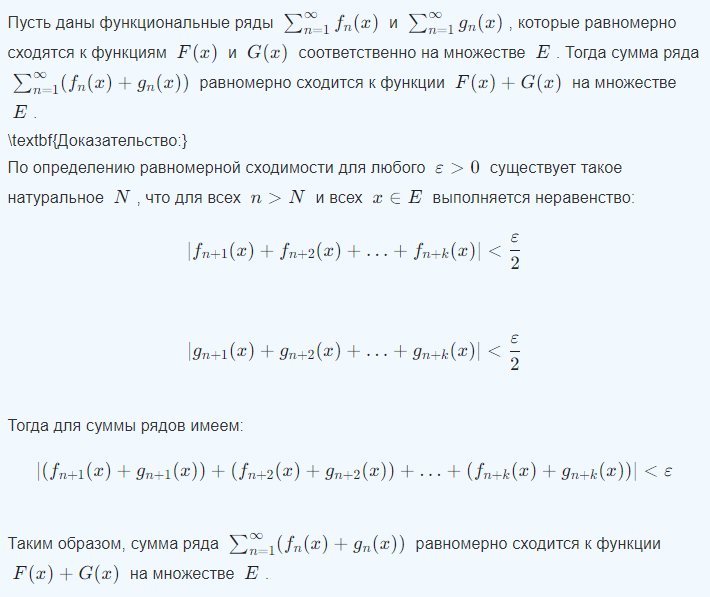 Пусть даны функциональные ряды $\sum_{n=1}^{\infty} f_n(x)$ и $\sum_{n=1}^{\infty} g_n(x)$ , которые равномерно
сходятся к функциям $F(x)$ и $G(x)$ соответственно на множестве $E$ . Тогда сумма ряда
$\sum_{n=1}^{\infty}(f_n(x) + g_n(x))$ равномерно сходится к функции $F(x) + G(x)$ на множестве
$E$ .
\textbf{Доказательство:}
По определению равномерной сходимости для любого $\varepsilon > 0$ существует такое
натуральное $N$ , что для всех $n > N$ и всех $x \in E$ выполняется неравенство:
$|f_{n+1}(x) + f_{n+2}(x) + \ldots + f_{n+k}(x)| < \frac{\varepsilon}{2}$
$|g_{n+1}(x) + g_{n+2}(x) + \ldots + g_{n+k}(x)| < \frac{\varepsilon}{2}$
Тогда для суммы рядов имеем:
$|(f_{n+1}(x) + g_{n+1}(x)) + (f_{n+2}(x) + g_{n+2}(x)) + \ldots + (f_{n+k}(x) + g_{n+k}(x))| < \varepsilon$
Таким образом, сумма ряда $\sum_{n=1}^{\infty}(f_n(x) + g_n(x))$ равномерно сходится к функции
$F(x) + G(x)$ на множестве $E$ .